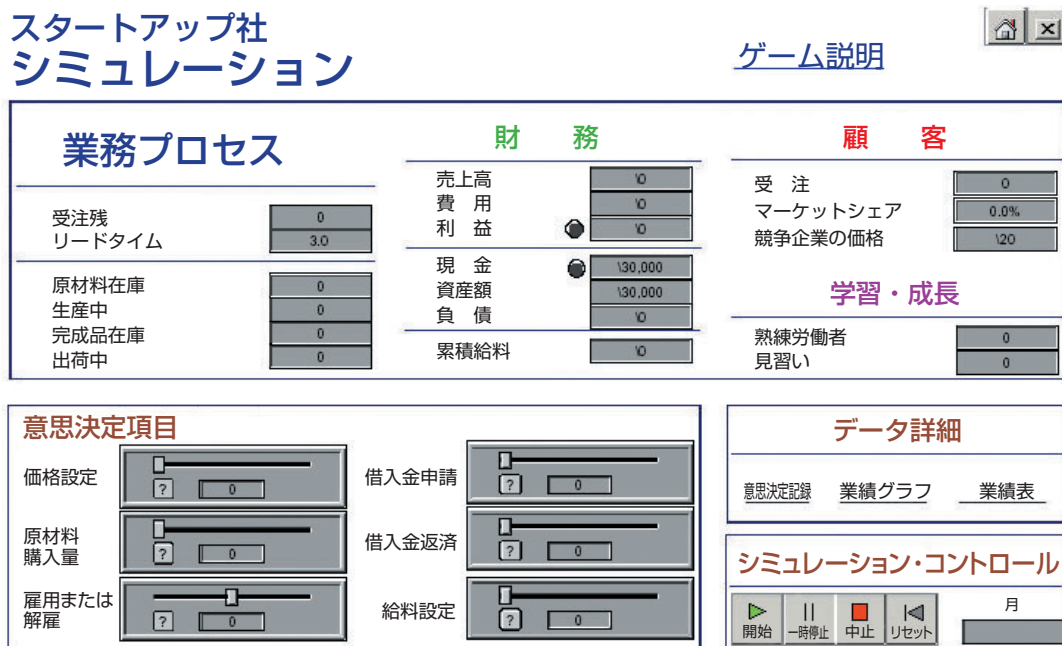 スタートアップ社
シミュレーション
ゲーム説明
業務プロセス
受注残 0
リードタイム 3.0
原材料在庫 0
生産中 0
完成品在庫 0
出荷中 0
財 務
売上高 \0
費 用 \0
利 益 \0
現 金 \30,000
資産額 \30,000
負 債 \0
累積給料 \0
顧 客
受 注 0
マーケットシェア 0.0%
競争企業の価格 \20
学習・成長
熟練労働者 0
見習い 0
意思決定項目
価格設定 ? 0
原材料
購入量 ? 0
雇用または
解雇 ? 0
借入金申請 ? 0
借入金返済 ? 0
給料設定 ? 0
データ詳細
意思決定記録 業績グラフ 業績表
シミュレーション・コントロール
開始 一時停止 中止 リセット
月